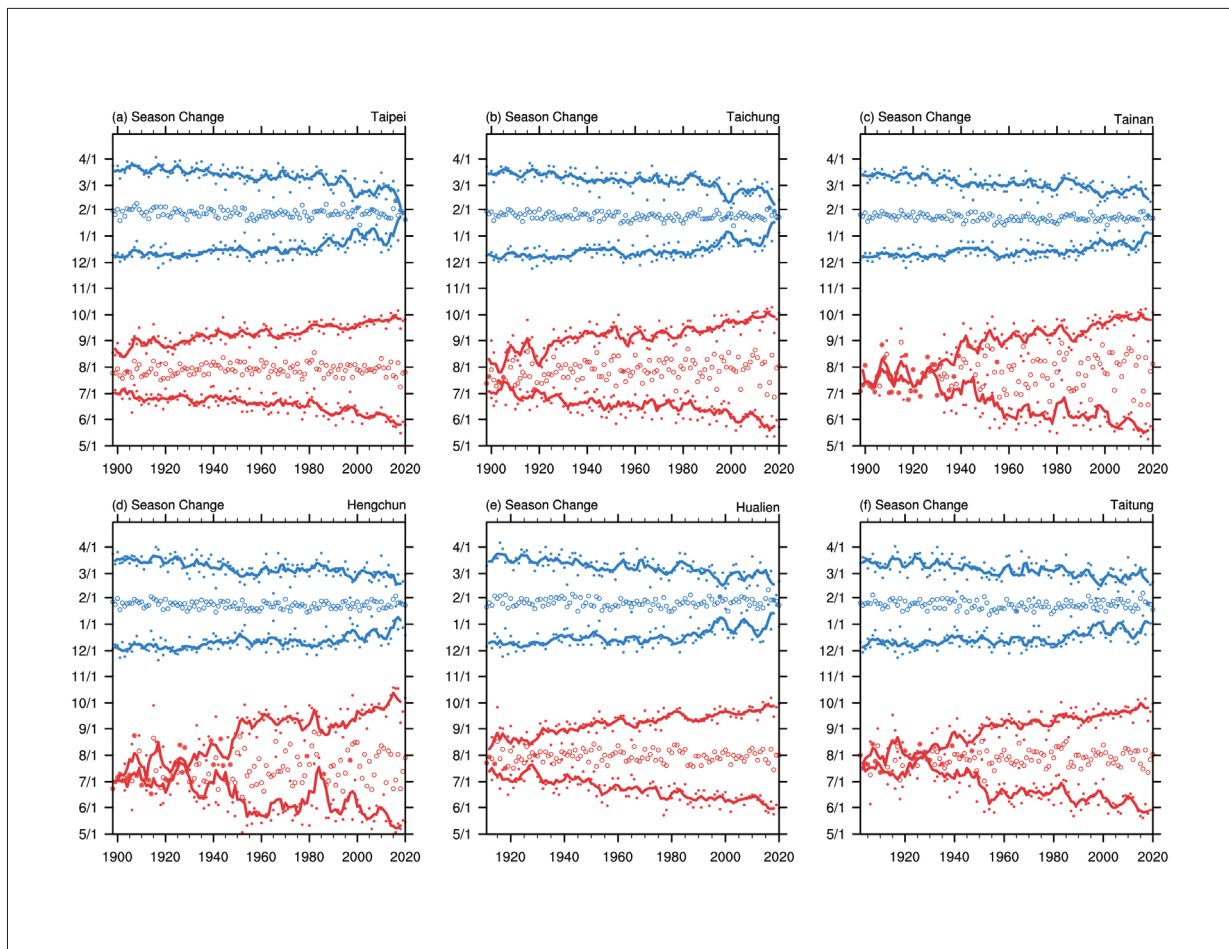 (a) Season Change Taipei
(b) Season Change Taichung
(c) Season Change Tainan
4/1 4/1 4/1
3/1 3/1 3/1
2/1 2/1 2/1
1/1 1/1 1/1
12/1 12/1 12/1
11/1 11/1 11/1
10/1 10/1 10/1
9/1 9/1 9/1
8/1 8/1 8/1
7/1 7/1 7/1
6/1 6/1 6/1
5/1 5/1 5/1
1900 1920 1940 1960 1980 2000 2020 1900 1920 1940 1960 1980 2000 2020 1900 1920 1940 1960 1980 2000 2020
(d) Season Change Hengchun
(e) Season Change Hualien
(f) Season Change Taitung
4/1 4/1 4/1
3/1 3/1 3/1
2/1 2/1 2/1
1/1 1/1 1/1
12/1 12/1 12/1
11/1 11/1 11/1
10/1 10/1 10/1
9/1 9/1 9/1
8/1 8/1 8/1
7/1 7/1 7/1
6/1 6/1 6/1
5/1 5/1 5/1
1900 1920 1940 1960 1980 2000 2020 1920 1940 1960 1980 2000 2020 1920 1940 1960 1980 2000 2020